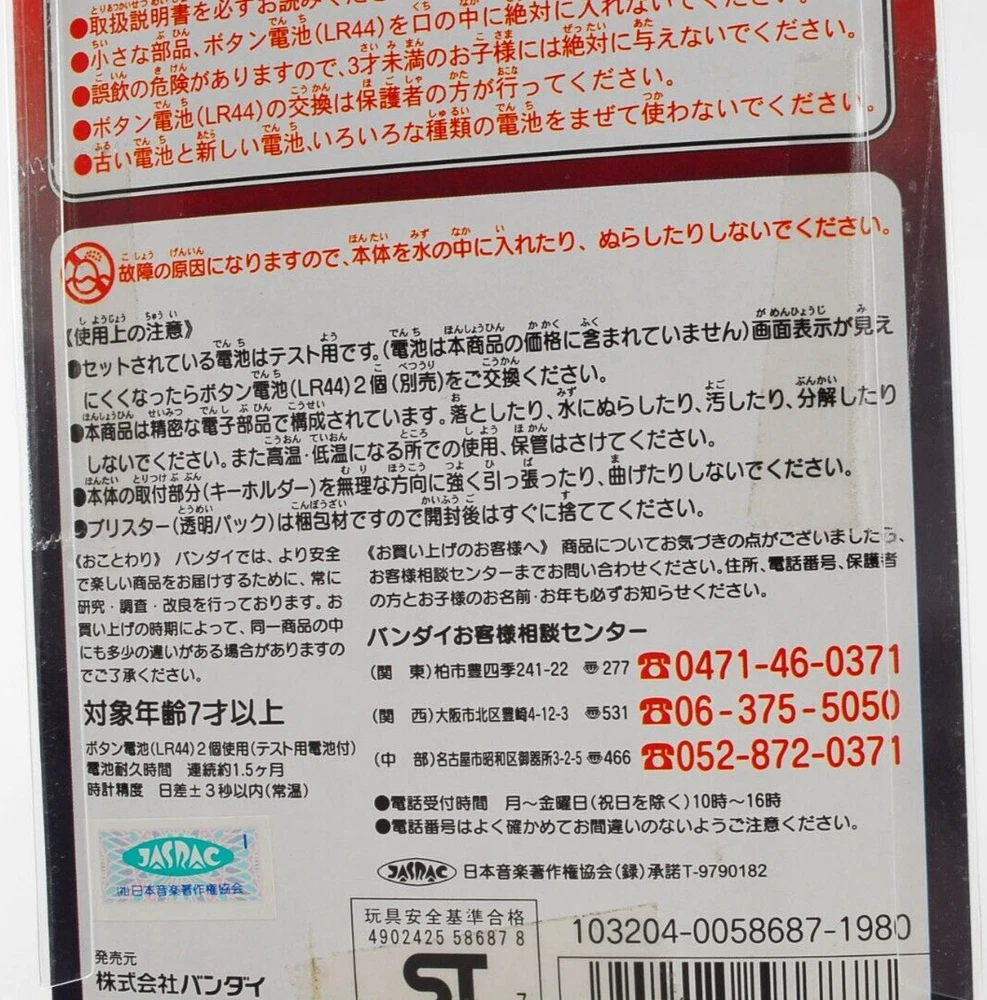 ●取扱説明書を必ずお読みくださ
●小さな部品、ボタン電池(LR44)を口の中に絶対に入れないでください。
●誤飲の危険がありますので、3才未満のお子様には絶対に与えないでください。
●ボタン電池(LR44)の交換は保護者の方が行ってください。
●古い電池と新しい電池、いろいろな種類の電池をまぜて使わないでください。
故障の原因になりますので、本体を水の中に入れたり、ぬらしたりしないでください。
《使用上の注意》
●セットされている電池はテスト用です。(電池は本商品の価格に含まれていません)画面表示が見え
にくくなったらボタン電池(LR44)2個(別売)をご交換ください。
●本商品は精密な電子部品で構成されています。落としたり、水にぬらしたり、汚したり、分解したり
しないでください。また高温・低温になる所での使用、保管はさけてください。
●本体の取付部分(キーホルダー)を無理な方向に強く引っ張ったり、曲げたりしないでください。
●ブリスター(透明パック)は梱包材ですので開封後はすぐに捨ててください。
《おことわり》 バンダイでは、より安全
で楽しい商品をお届けするために、常に
研究・調査・改良を行っております。お
買い上げの時期によって、同一商品の中
にも多少の違いがある場合がありますの
でご了承ください。
対象年齢7才以上
ボタン電池(LR44)2個使用(テスト用電池付)
電池耐久時間 連続約1.5ヶ月
時計精度 日差±3秒以内(常温)
《お買い上げのお客様へ》 商品についてお気づきの点がございましたら、
お客様相談センターまでお問い合わせください。住所、電話番号、保護者
の方とお子様のお名前・お年も必ずお知らせください。
バンダイお客様相談センター
(関 東)柏市豊四季241-22 〠277 ☎0471-46-0371
(関 西)大阪市北区豊崎4-12-3 〠531 ☎06-375-5050
(中 部)名古屋市昭和区御器所3-2-5 〠466 ☎052-872-0371
●電話受付時間 月〜金曜日(祝日を除く)10時〜16時
●電話番号はよく確かめてお間違いのないようご注意ください。
JASRAC 日本音楽著作権協会(録)承諾T-9790182
JASRAC 1
(社)日本音楽著作権協会
発売元
株式会社バンダイ
玩具安全基準合格
4902425 58687 8
ST 7
103204-0058687-1980